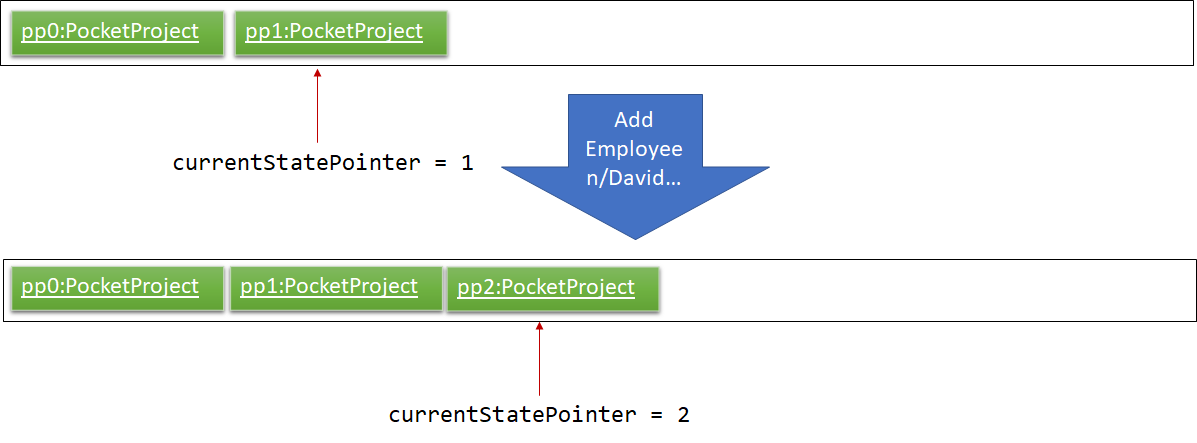 pp0:PocketProject pp1:PocketProject
currentStatePointer = 1
Add
Employee
n/David…
pp0:PocketProject pp1:PocketProject pp2:PocketProject
currentStatePointer = 2